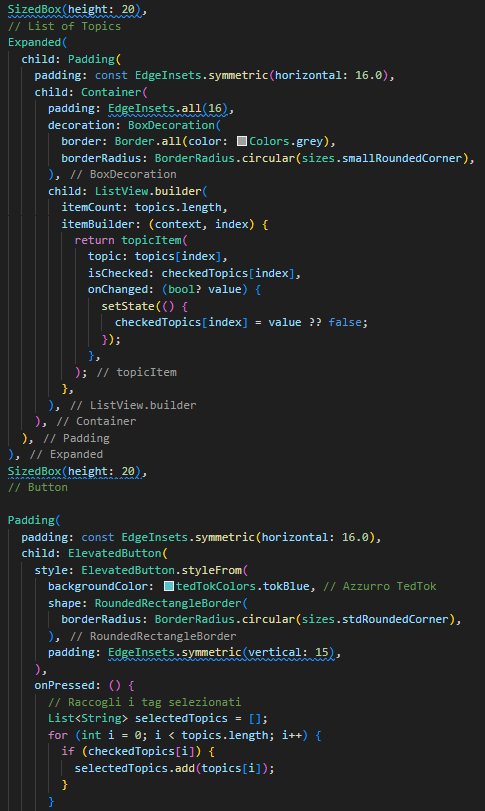 SizedBox(height: 20),
// List of Topics
Expanded(
  child: Padding(
    padding: const EdgeInsets.symmetric(horizontal: 16.0),
    child: Container(
      padding: EdgeInsets.all(16),
      decoration: BoxDecoration(
        border: Border.all(color: Colors.grey),
        borderRadius: BorderRadius.circular(sizes.smallRoundedCorner),
      ), // BoxDecoration
      child: ListView.builder(
        itemCount: topics.length,
        itemBuilder: (context, index) {
          return topicItem(
            topic: topics[index],
            isChecked: checkedTopics[index],
            onChanged: (bool? value) {
              setState(() {
                checkedTopics[index] = value ?? false;
              });
            },
          ); // topicItem
        },
      ), // ListView.builder
    ), // Container
  ), // Padding
), // Expanded
SizedBox(height: 20),
// Button

Padding(
  padding: const EdgeInsets.symmetric(horizontal: 16.0),
  child: ElevatedButton(
    style: ElevatedButton.styleFrom(
      backgroundColor: tedTokColors.tokBlue, // Azzurro TedTok
      shape: RoundedRectangleBorder(
        borderRadius: BorderRadius.circular(sizes.stdRoundedCorner),
      ), // RoundedRectangleBorder
      padding: EdgeInsets.symmetric(vertical: 15),
    ),
    onPressed: () {
      // Raccogli i tag selezionati
      List<String> selectedTopics = [];
      for (int i = 0; i < topics.length; i++) {
        if (checkedTopics[i]) {
          selectedTopics.add(topics[i]);
        }
      }